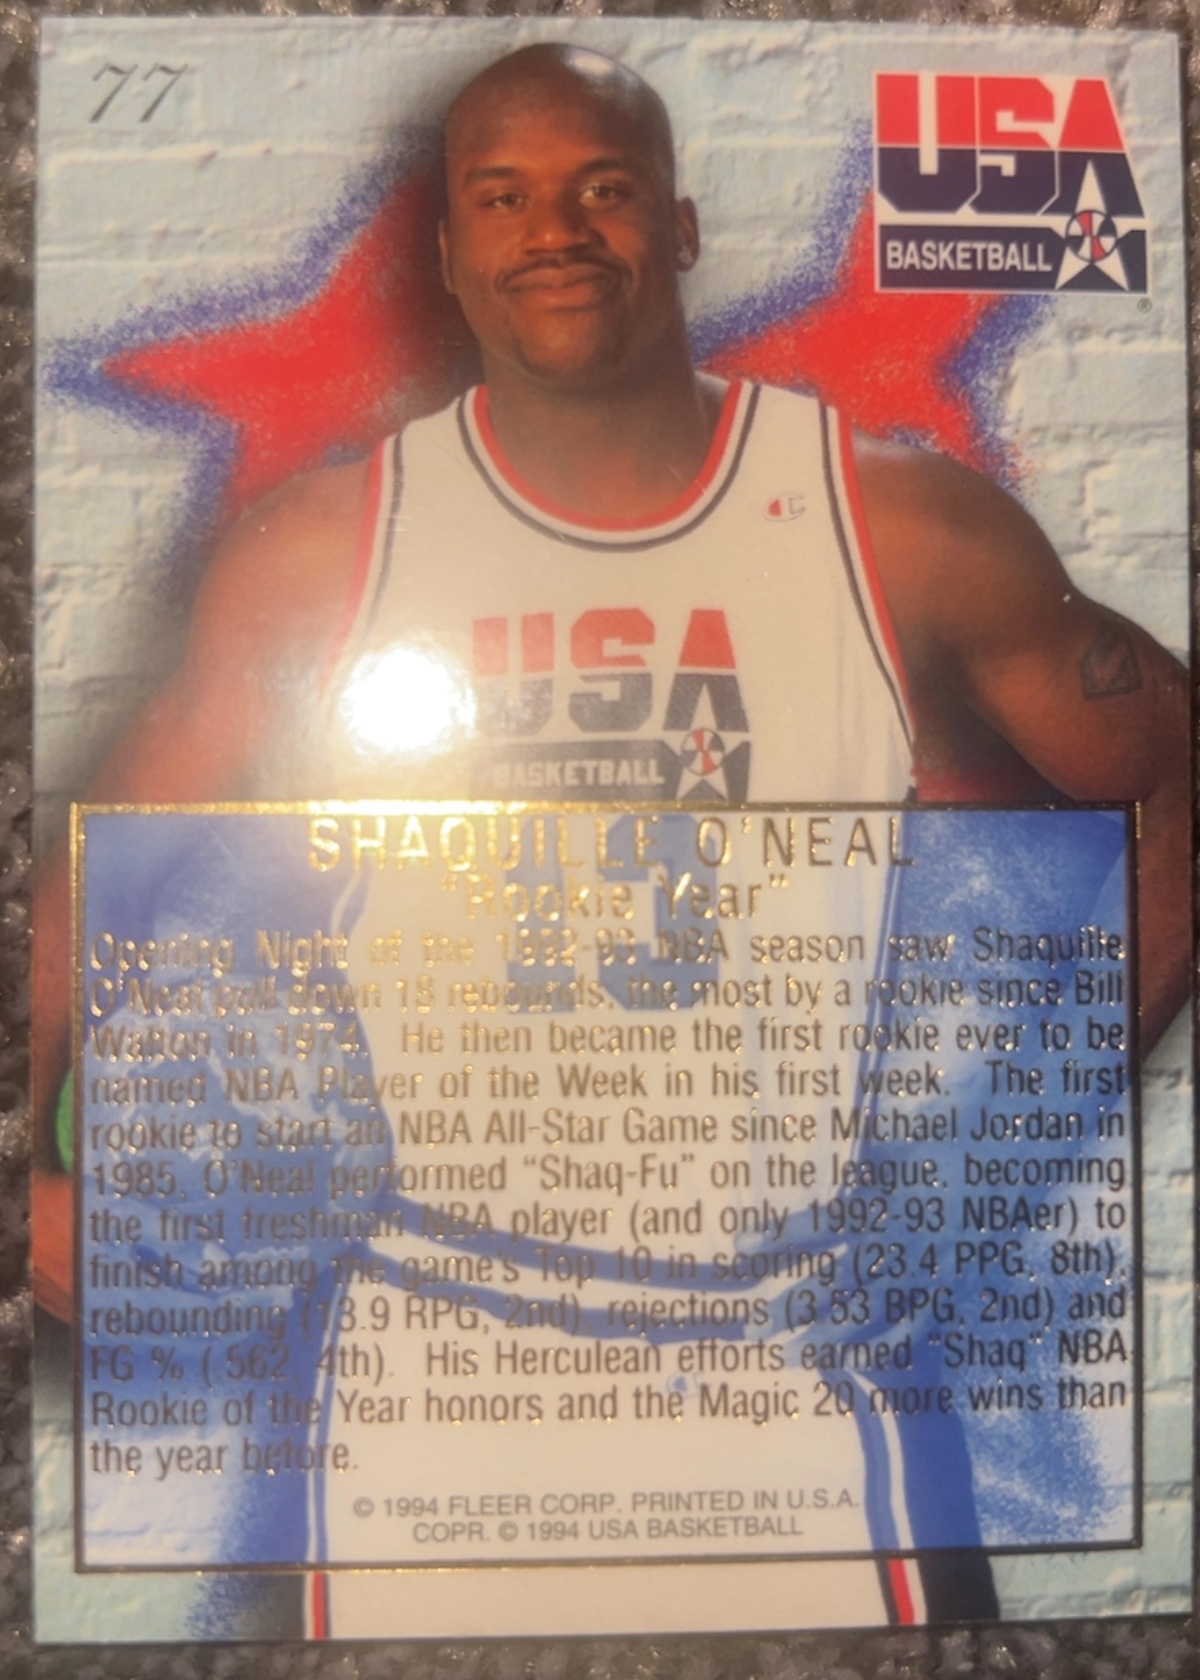 77
USA
BASKETBALL
®
C
USA
BASKETBALL
13
SHAQUILLE O'NEAL
"Rookie Year"
Opening Night of the 1992-93 NBA season saw Shaquille
O'Neal pull down 18 rebounds, the most by a rookie since Bill
Walton in 1974. He then became the first rookie ever to be
named NBA Player of the Week in his first week. The first
rookie to start an NBA All-Star Game since Michael Jordan in
1985, O'Neal performed "Shaq-Fu" on the league, becoming
the first freshman NBA player (and only 1992-93 NBAer) to
finish among the game's Top 10 in scoring (23.4 PPG, 8th),
rebounding (13.9 RPG, 2nd), rejections (3.53 BPG, 2nd) and
FG % (.562, 4th). His Herculean efforts earned "Shaq" NBA
Rookie of the Year honors and the Magic 20 more wins than
the year before.
© 1994 FLEER CORP. PRINTED IN U.S.A.
COPR. © 1994 USA BASKETBALL